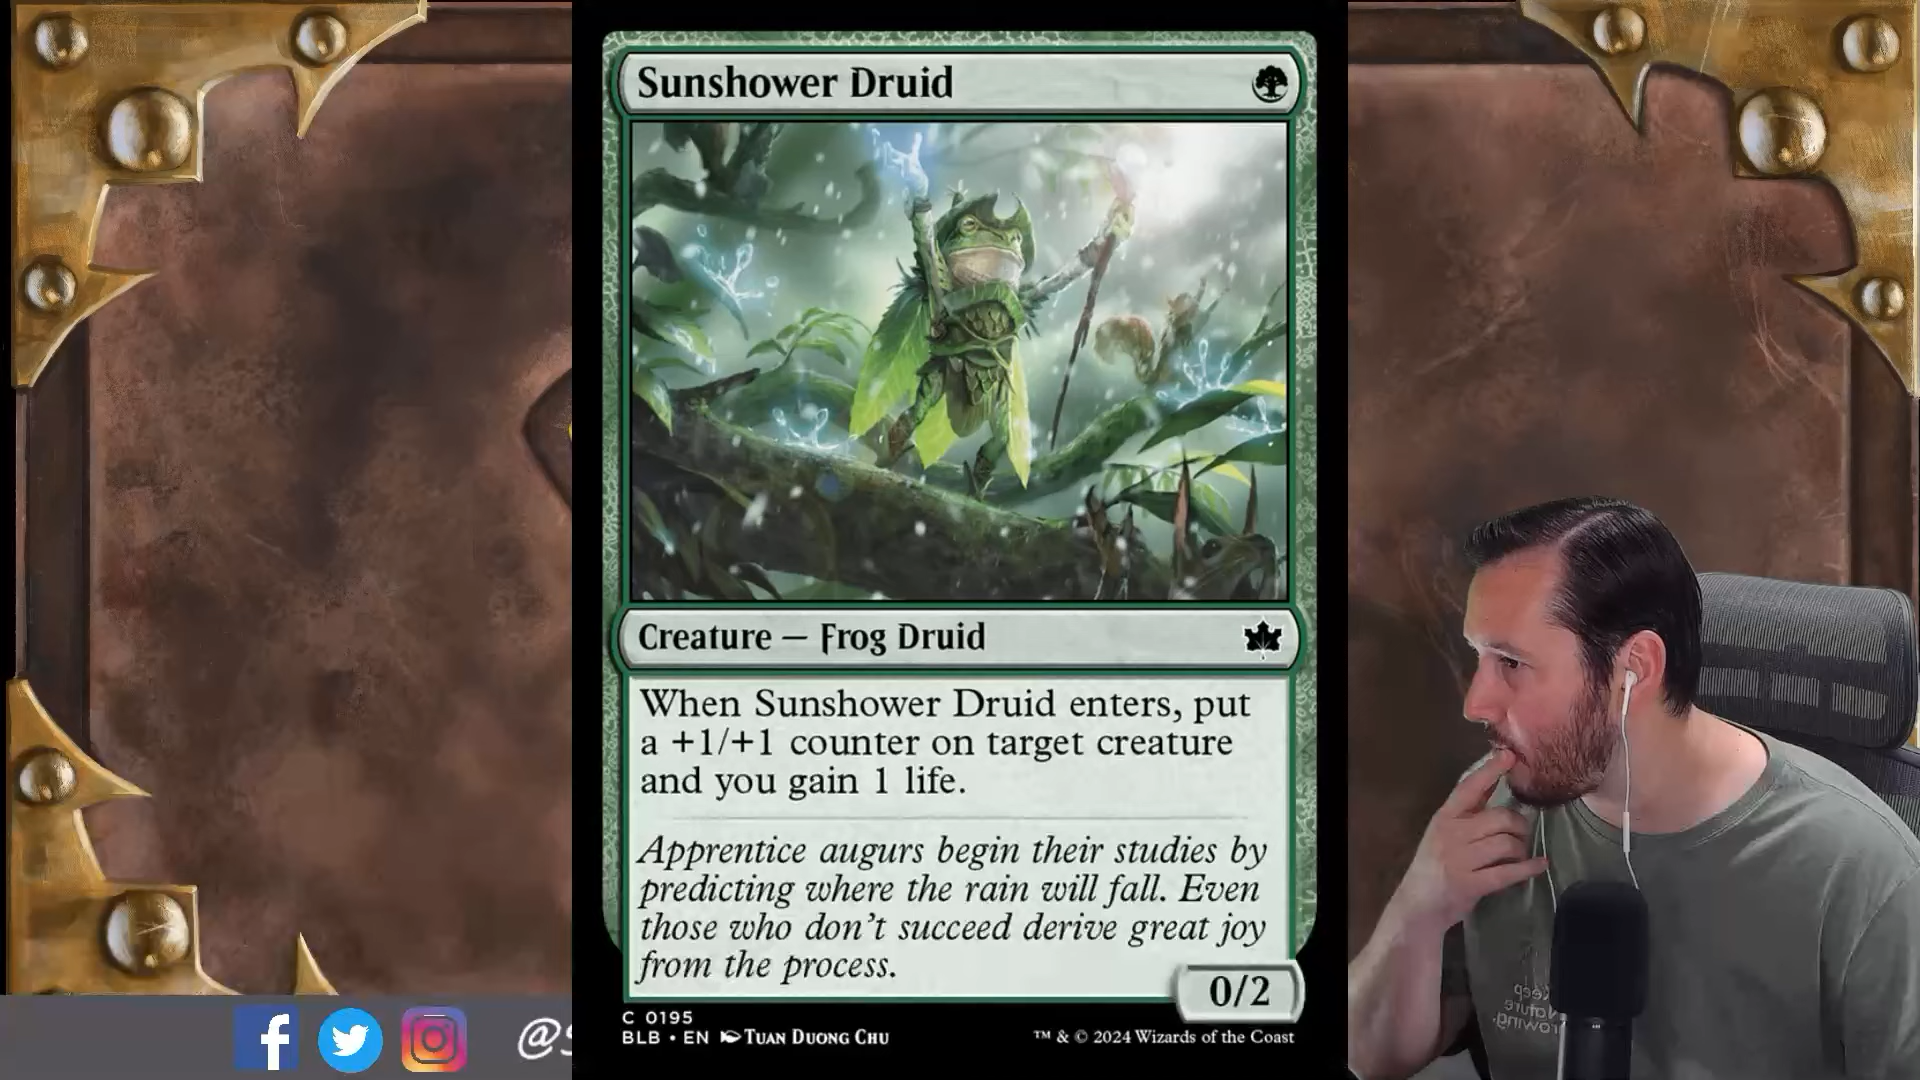 Sunshower Druid
Creature — Frog Druid
When Sunshower Druid enters, put
a +1/+1 counter on target creature
and you gain 1 life.
Apprentice augurs begin their studies by
predicting where the rain will fall. Even
those who don't succeed derive great joy
from the process.
0/2
C 0195
BLB • EN TUAN DUONG CHU
™ & © 2024 Wizards of the Coast
@S
Keep
Nature
Growing.